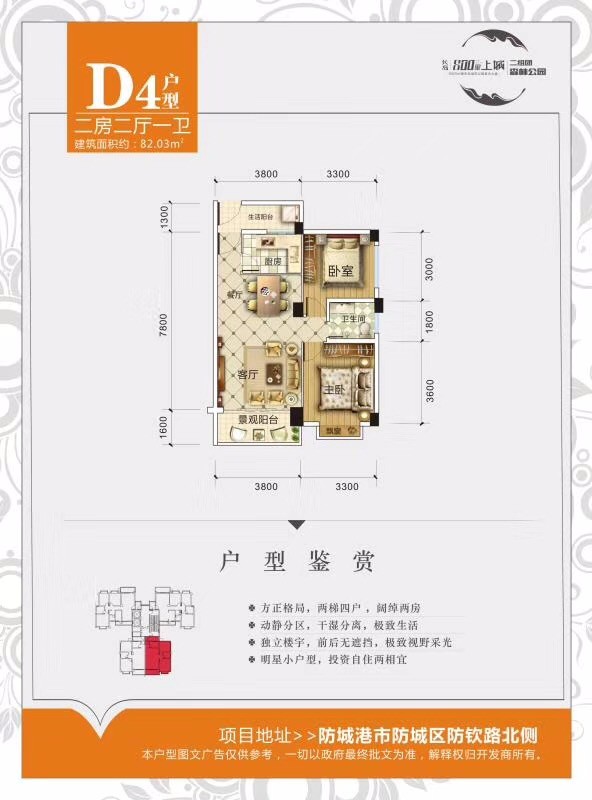 D4户型
二房二厅一卫
建筑面积约：82.03m²
长海 800里上城
二组团
森林公园
3800 3300
1300
7800
1600
3000
1800
3600
生活阳台
厨房
卧室
餐厅
卫生间
客厅
主卧
景观阳台
飘窗
3800 3300
户型鉴赏
方正格局，两梯四户，阔绰两房
动静分区，干湿分离，极致生活
独立楼宇，前后无遮挡，极致视野采光
明星小户型，投资自住两相宜
项目地址>>防城港市防城区防钦路北侧
本户型图文广告仅供参考，一切以政府最终批文为准，解释权归开发商所有。